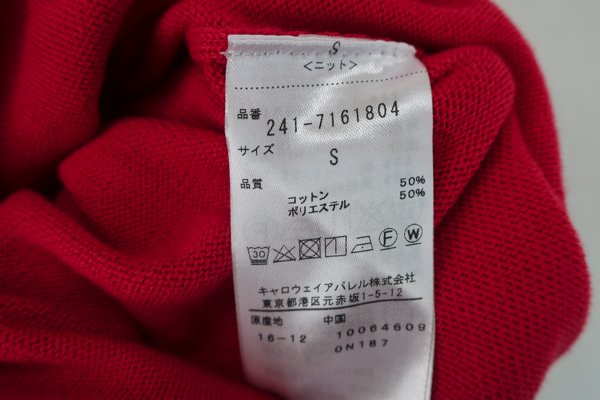 S
<ニット>
品番 241-7161804
サイズ S
品質 コットン 50%
ポリエステル 50%
30 F W
キャロウェイアパレル株式会社
東京都港区元赤坂1-5-12
原産地 中国
16-12 10064609
0N187